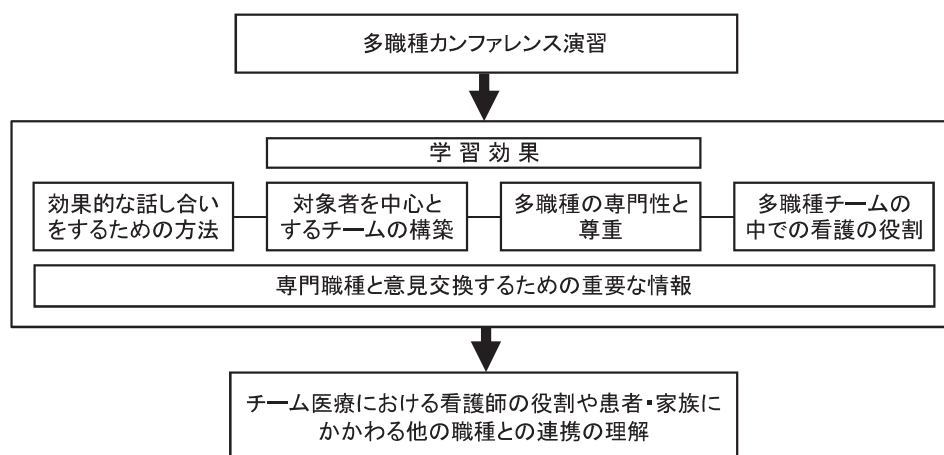 多職種カンファレンス演習
学習効果
効果的な話し合い
をするための方法
対象者を中心と
するチームの構築
多職種の専門性と
尊重
多職種チームの
中での看護の役割
専門職種と意見交換するための重要な情報
チーム医療における看護師の役割や患者・家族に
かかわる他の職種との連携の理解